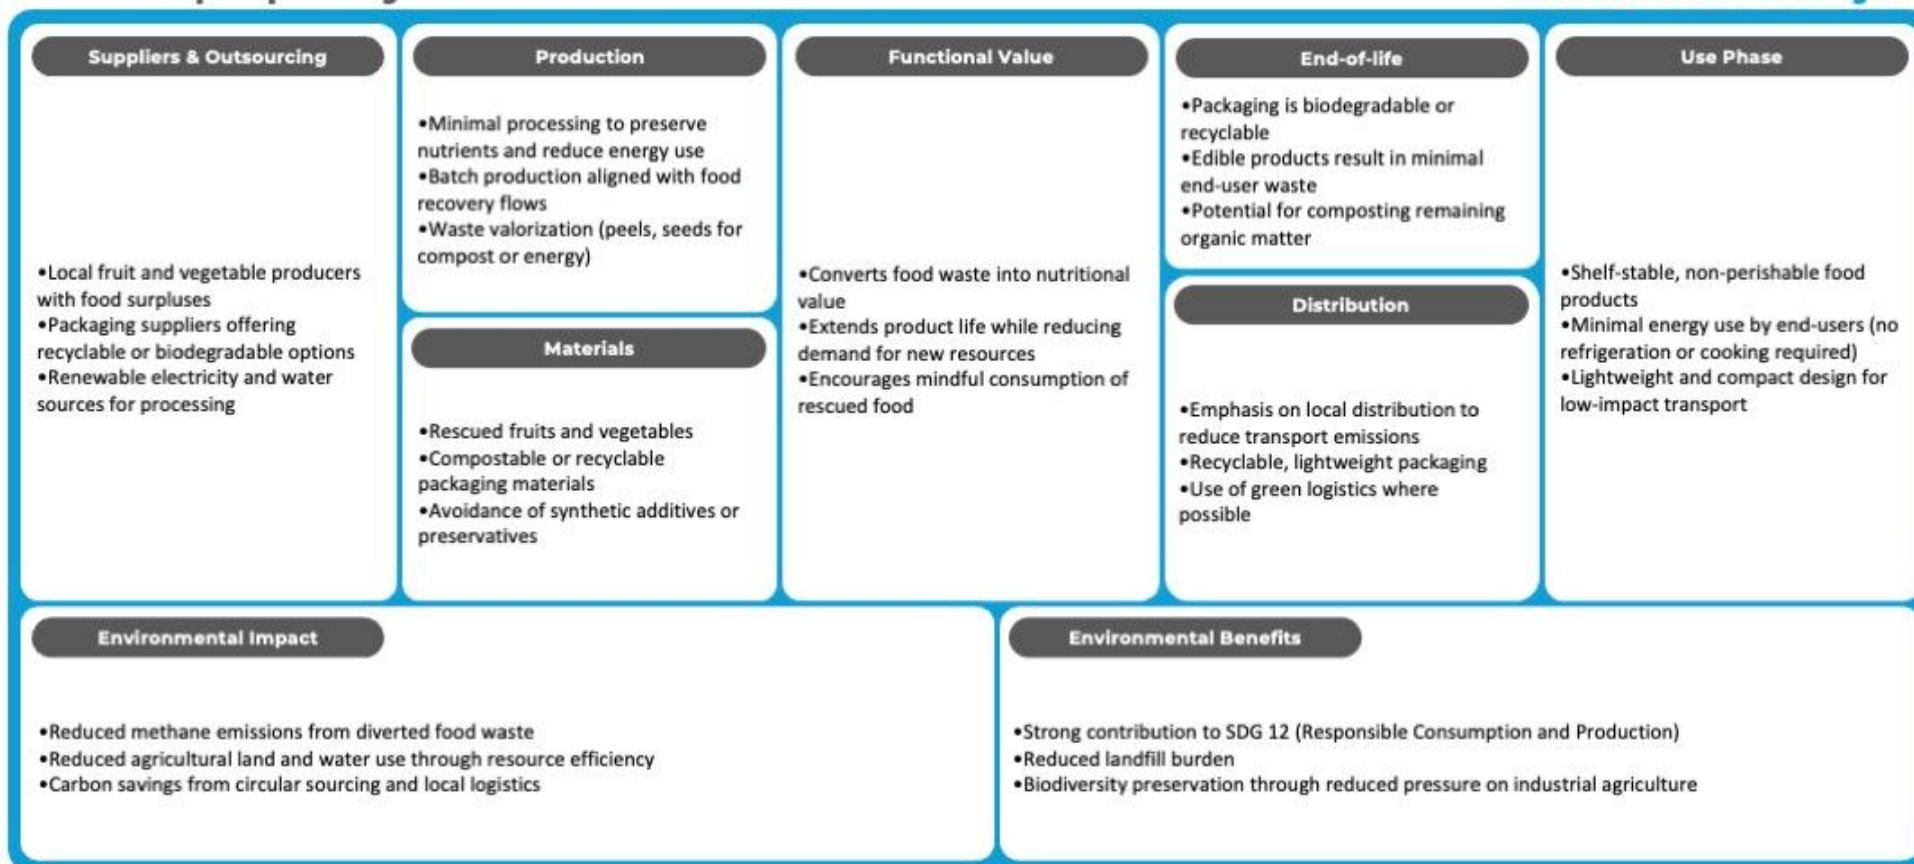 Suppliers & Outsourcing
•Local fruit and vegetable producers
with food surpluses
•Packaging suppliers offering
recyclable or biodegradable options
•Renewable electricity and water
sources for processing
Production
•Minimal processing to preserve
nutrients and reduce energy use
•Batch production aligned with food
recovery flows
•Waste valorization (peels, seeds for
compost or energy)
Materials
•Rescued fruits and vegetables
•Compostable or recyclable
packaging materials
•Avoidance of synthetic additives or
preservatives
Functional Value
•Converts food waste into nutritional
value
•Extends product life while reducing
demand for new resources
•Encourages mindful consumption of
rescued food
End-of-life
•Packaging is biodegradable or
recyclable
•Edible products result in minimal
end-user waste
•Potential for composting remaining
organic matter
Distribution
•Emphasis on local distribution to
reduce transport emissions
•Recyclable, lightweight packaging
•Use of green logistics where
possible
Use Phase
•Shelf-stable, non-perishable food
products
•Minimal energy use by end-users (no
refrigeration or cooking required)
•Lightweight and compact design for
low-impact transport
Environmental Impact
•Reduced methane emissions from diverted food waste
•Reduced agricultural land and water use through resource efficiency
•Carbon savings from circular sourcing and local logistics
Environmental Benefits
•Strong contribution to SDG 12 (Responsible Consumption and Production)
•Reduced landfill burden
•Biodiversity preservation through reduced pressure on industrial agriculture